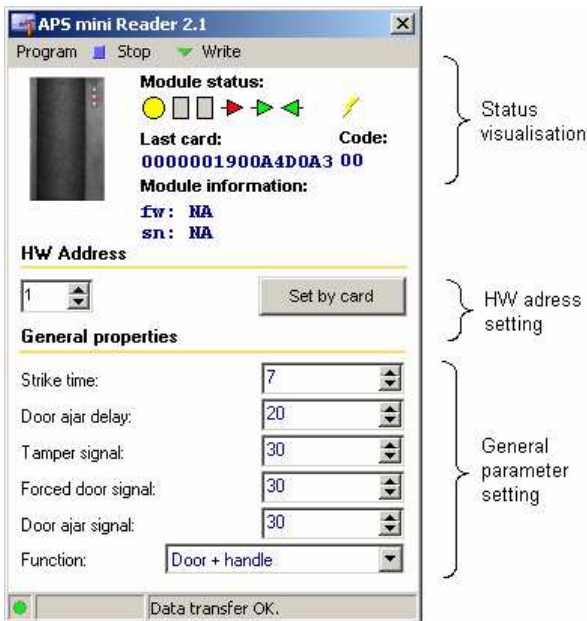 APS mini Reader 2.1
Program Stop Write
Module status:
Last card: Code:
0000001900A4D0A3 00
Module information:
fw: NA
sn: NA
HW Address
1 Set by card
General properties
Strike time: 7
Door ajar delay: 20
Tamper signal: 30
Forced door signal: 30
Door ajar signal: 30
Function: Door + handle
Data transfer OK.
Status
visualisation
HW adress
setting
General
parameter
setting